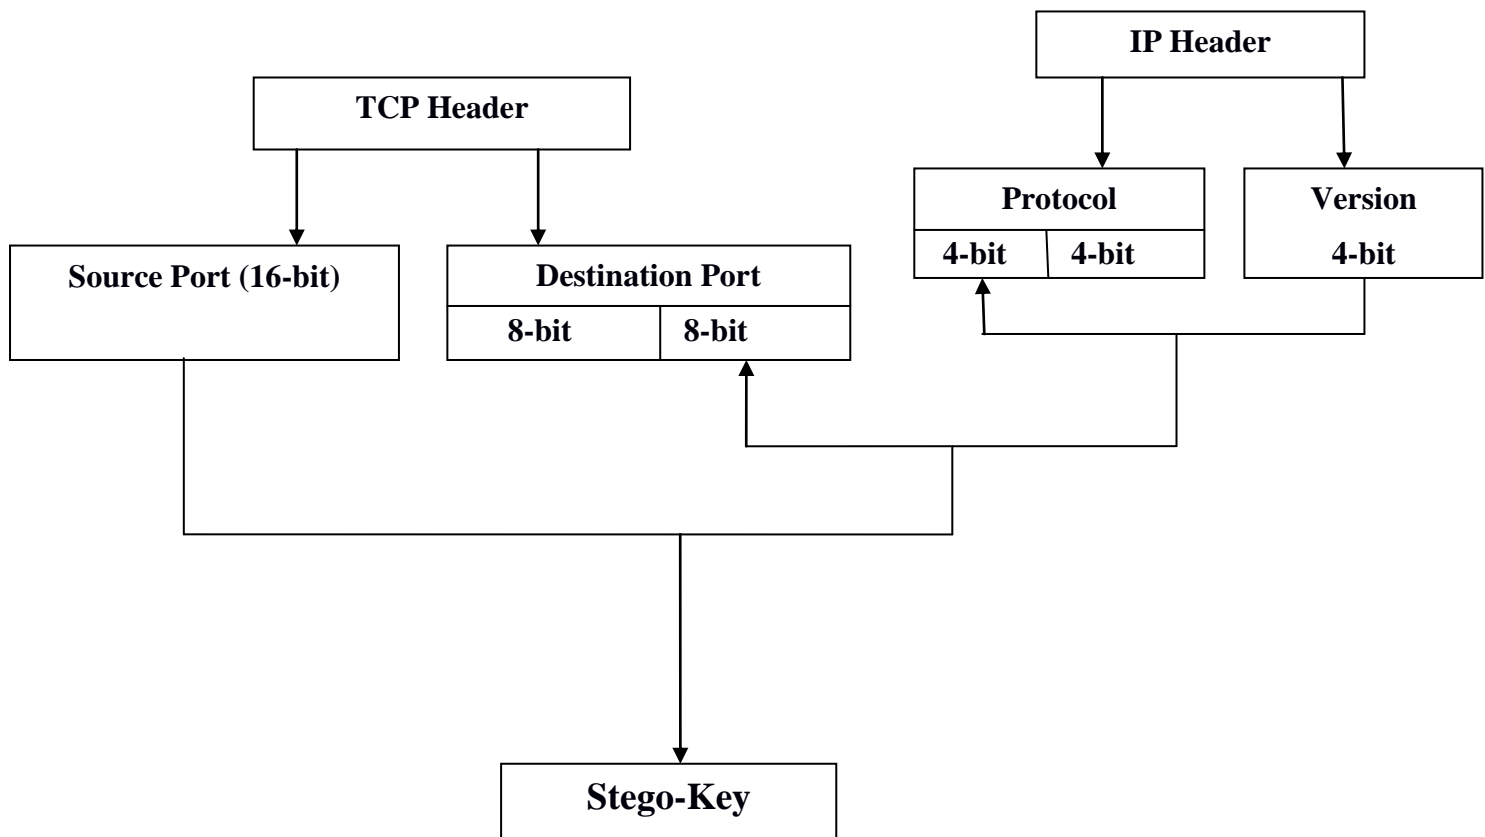 IP Header
TCP Header
Protocol
Version
4-bit
4-bit
4-bit
Source Port (16-bit)
Destination Port
8-bit
8-bit
Stego-Key